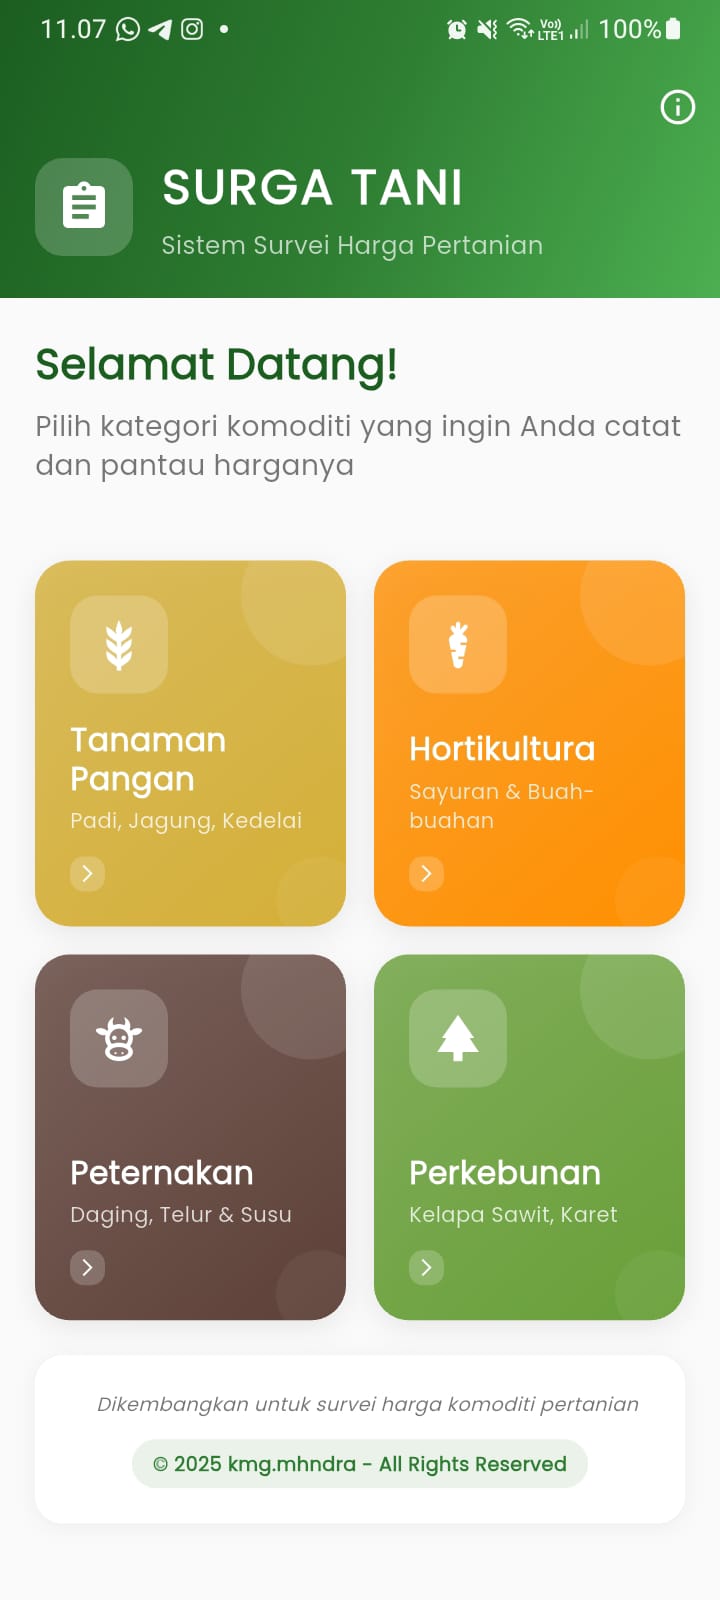 11.07
Vo))
LTE1
100%
SURGA TANI
Sistem Survei Harga Pertanian
Selamat Datang!
Pilih kategori komoditi yang ingin Anda catat
dan pantau harganya
Tanaman
Pangan
Padi, Jagung, Kedelai
Hortikultura
Sayuran & Buah-
buahan
Peternakan
Daging, Telur & Susu
Perkebunan
Kelapa Sawit, Karet
Dikembangkan untuk survei harga komoditi pertanian
© 2025 kmg.mhndra - All Rights Reserved